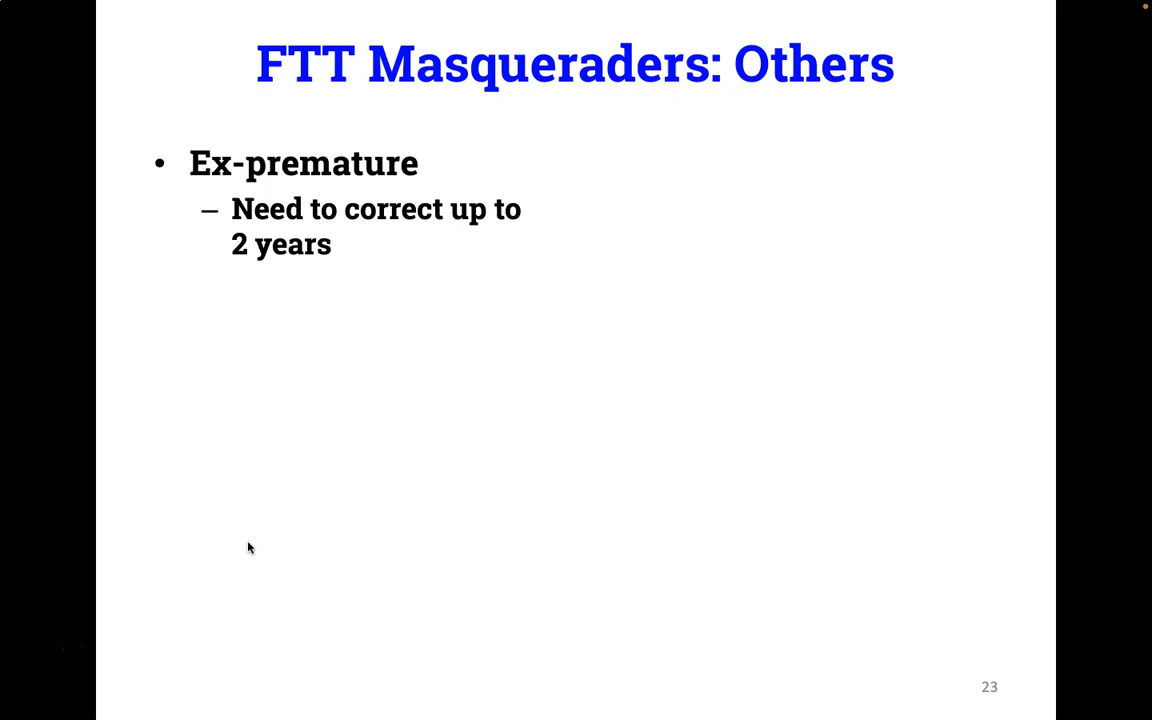 FTT Masqueraders: Others
• Ex-premature
– Need to correct up to
2 years
23